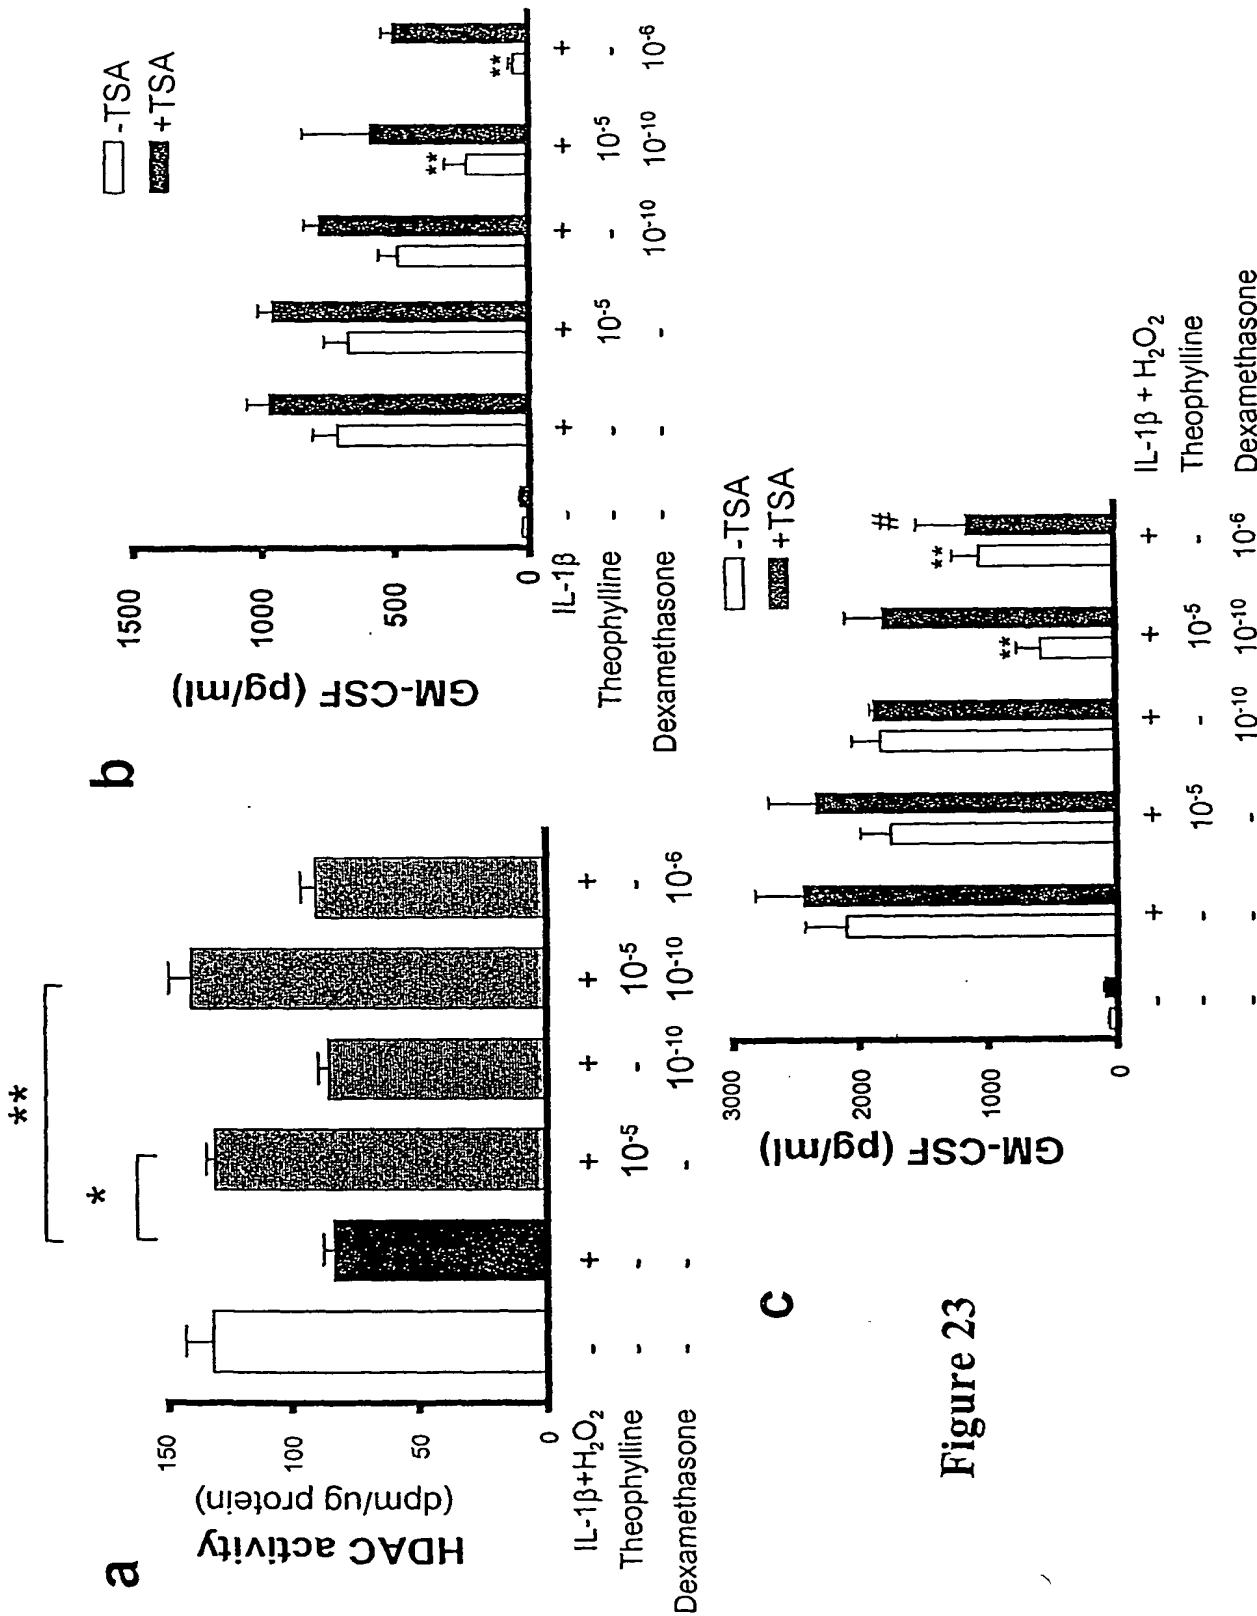 a
**
*
HDAC activity
(dpm/ug protein)
150
100
50
0
IL-1β+H₂O₂ - + + + + +
Theophylline - - 10⁻⁵ - 10⁻⁵ -
Dexamethasone - - - 10⁻¹⁰ 10⁻¹⁰ 10⁻⁶
b
-TSA
+TSA
GM-CSF (pg/ml)
1500
1000
500
0
** **
IL-1β - + + + + +
Theophylline - - 10⁻⁵ - 10⁻⁵ -
Dexamethasone - - - 10⁻¹⁰ 10⁻¹⁰ 10⁻⁶
c
-TSA
+TSA
GM-CSF (pg/ml)
3000
2000
1000
0
** ** #
- + + + + + IL-1β + H₂O₂
- - 10⁻⁵ - 10⁻⁵ - Theophylline
- - - 10⁻¹⁰ 10⁻¹⁰ 10⁻⁶ Dexamethasone
Figure 23